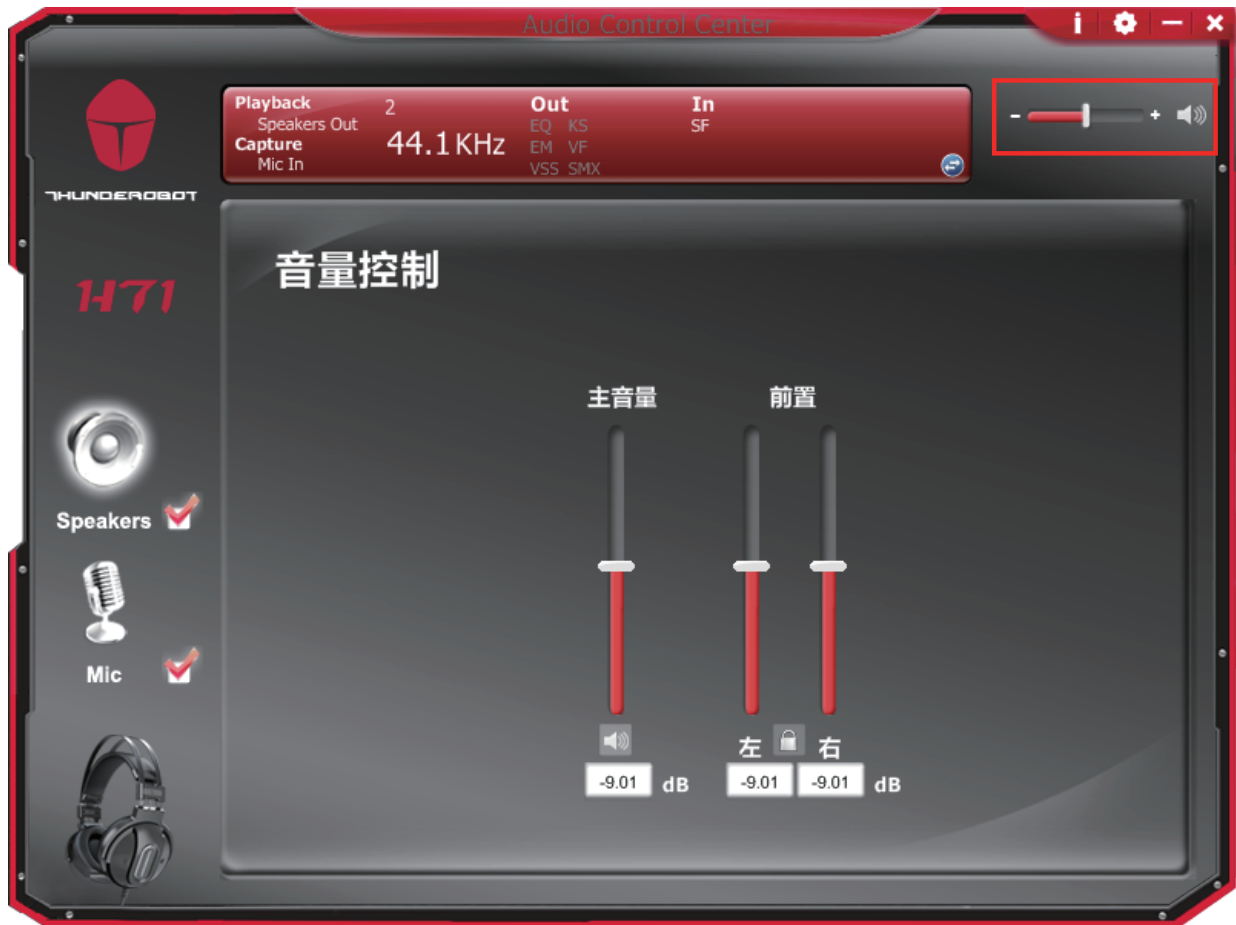 Audio Control Center
i
Playback 2 Out In
Speakers Out EQ KS SF
Capture 44.1 KHz EM VF
Mic In VSS SMX
- +
THUNDEROBOT
音量控制
H71
主音量 前置
Speakers
Mic
左 右
-9.01 dB -9.01 -9.01 dB